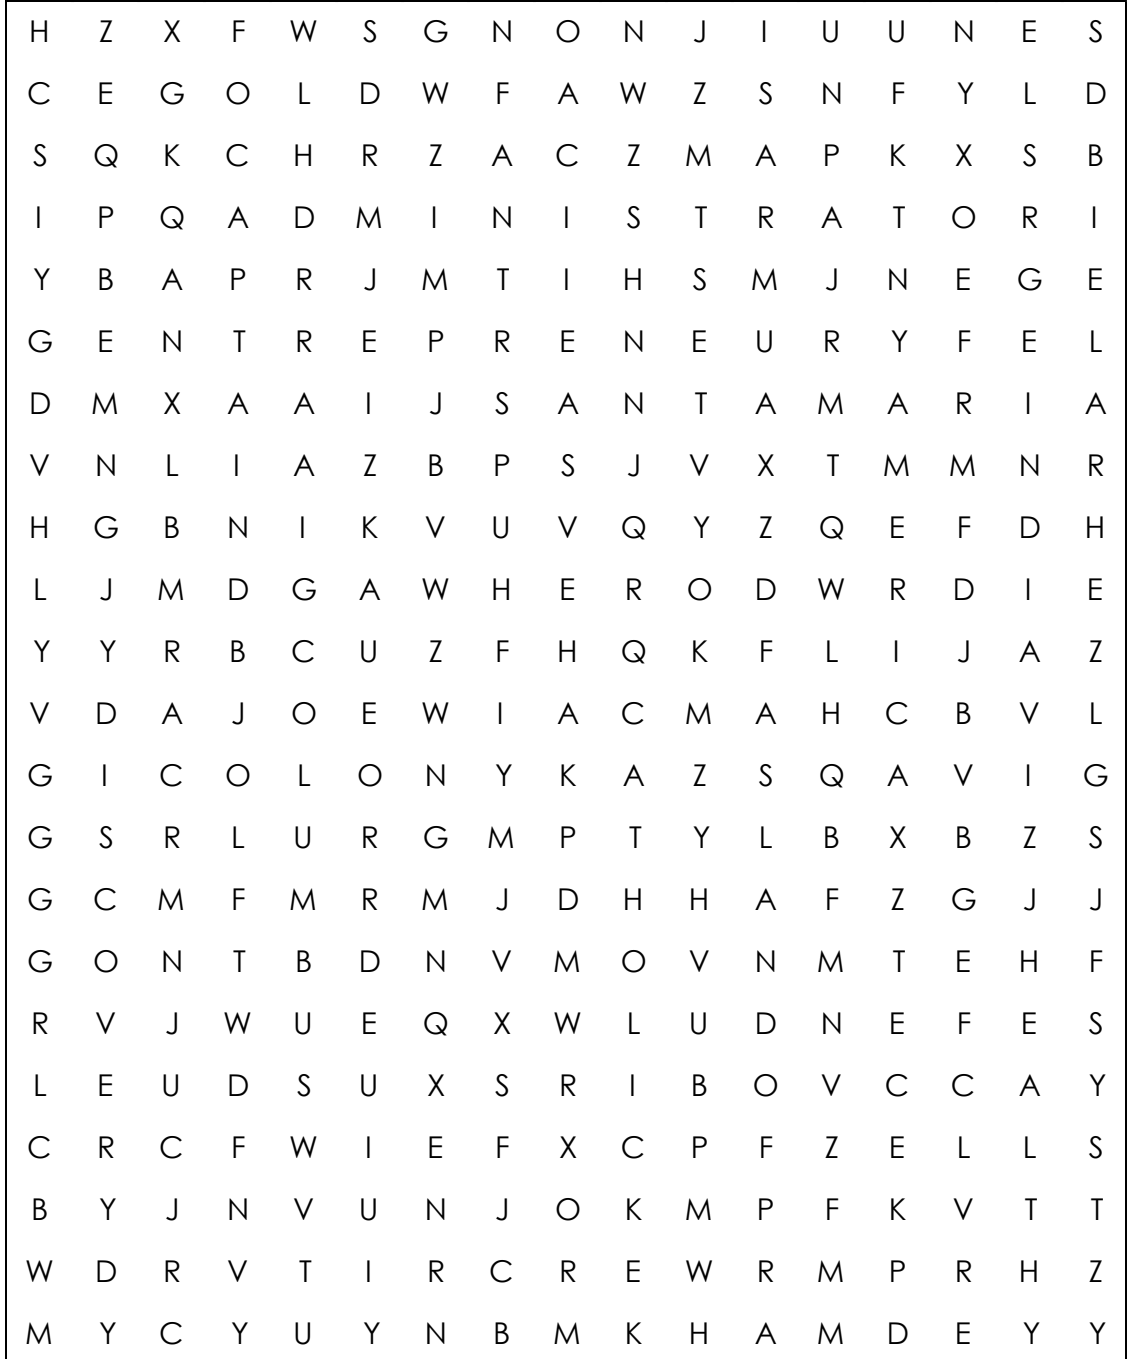 H Z X F W S G N O N J I U U N E S
C E G O L D W F A W Z S N F Y L D
S Q K C H R Z A C Z M A P K X S B
I P Q A D M I N I S T R A T O R I
Y B A P R J M T I H S M J N E G E
G E N T R E P R E N E U R Y F E L
D M X A A I J S A N T A M A R I A
V N L I A Z B P S J V X T M M N R
H G B N I K V U V Q Y Z Q E F D H
L J M D G A W H E R O D W R D I E
Y Y R B C U Z F H Q K F L I J A Z
V D A J O E W I A C M A H C B V L
G I C O L O N Y K A Z S Q A V I G
G S R L U R G M P T Y L B X B Z S
G C M F M R M J D H H A F Z G J J
G O N T B D N V M O V N M T E H F
R V J W U E Q X W L U D N E F E S
L E U D S U X S R I B O V C C A Y
C R C F W I E F X C P F Z E L L S
B Y J N V U N J O K M P F K V T T
W D R V T I R C R E W R M P R H Z
M Y C Y U Y N B M K H A M D E Y Y